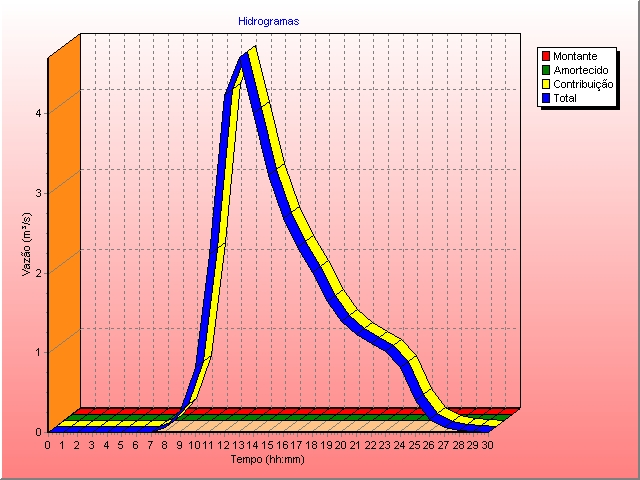 Hidrogramas
Montante
Amortecido
Contribuição
Total
Vazão (m³/s)
4
3
2
1
0
0 1 2 3 4 5 6 7 8 9 10 11 12 13 14 15 16 17 18 19 20 21 22 23 24 25 26 27 28 29 30
Tempo (hh:mm)